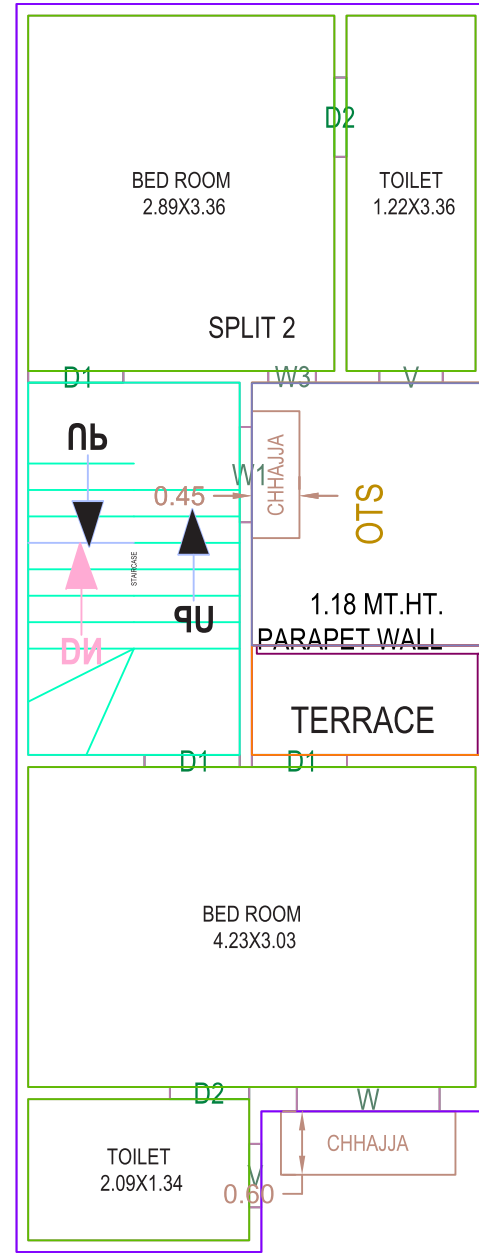 D2
BED ROOM
2.89X3.36
TOILET
1.22X3.36
SPLIT 2
D1
W3
V
UP
CHHAJJA
W1
0.45
OTS
STAIRCASE
UP
1.18 MT.HT.
PARAPET WALL
DN
TERRACE
D1
D1
BED ROOM
4.23X3.03
D2
W
TOILET
2.09X1.34
CHHAJJA
V
0.60